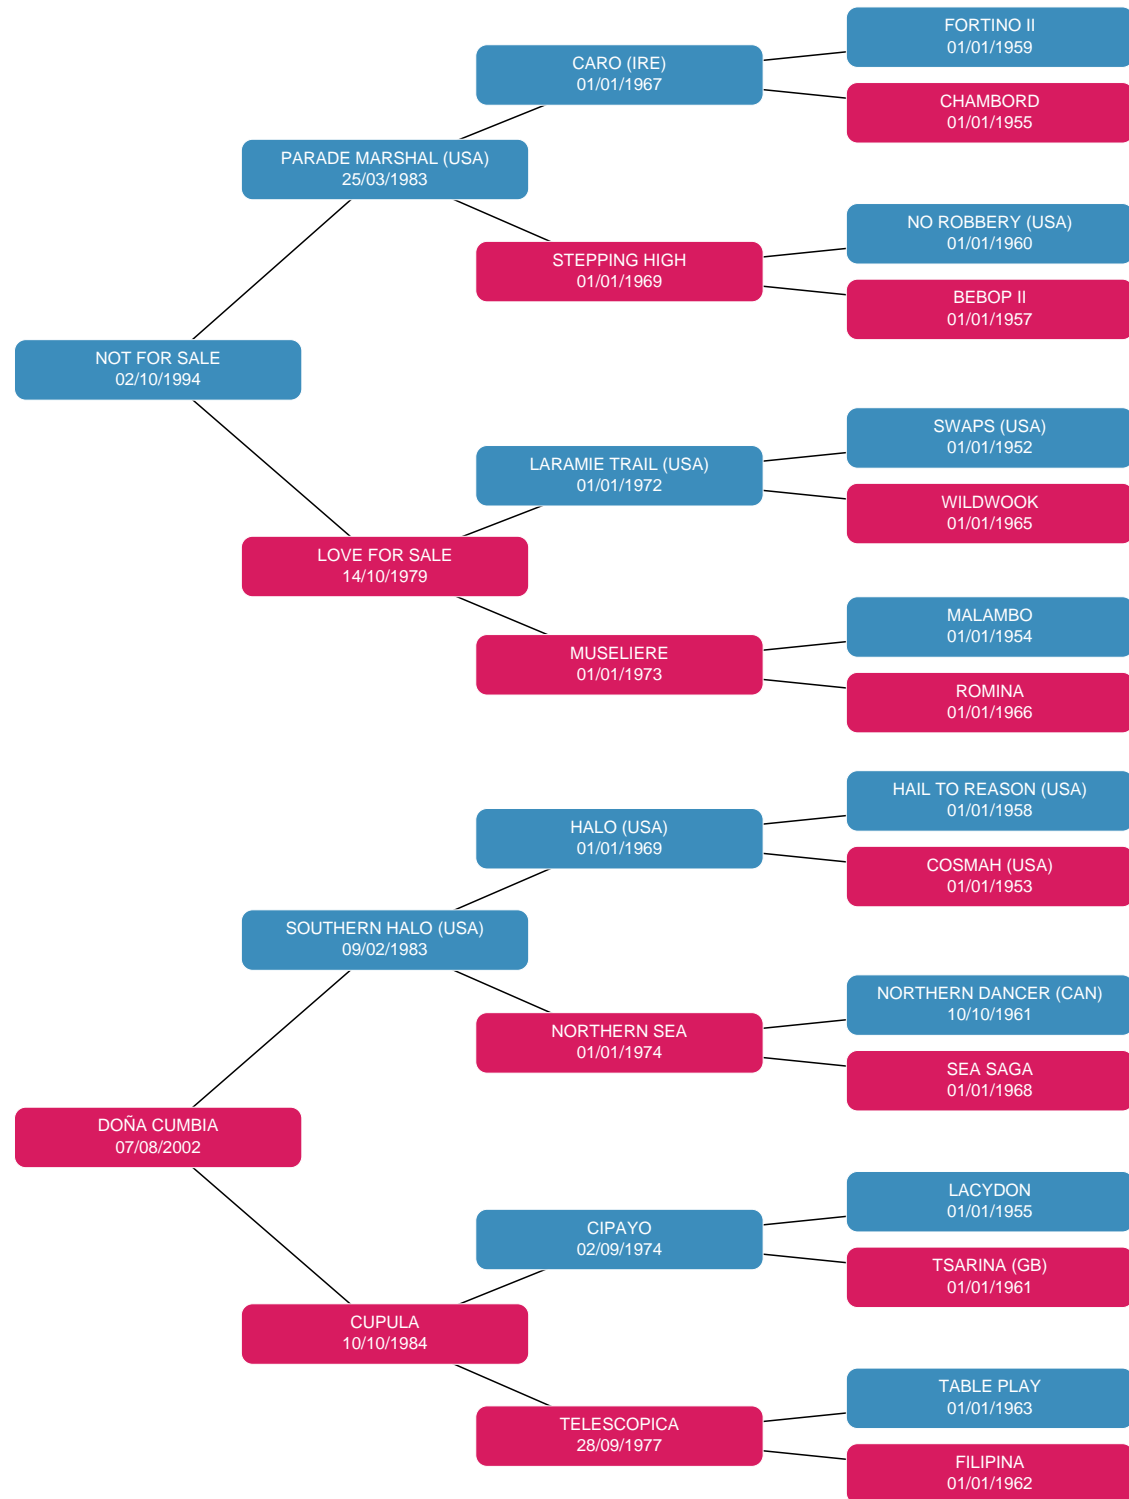 FORTINO II
01/01/1959
CARO (IRE)
01/01/1967
CHAMBORD
01/01/1955
PARADE MARSHAL (USA)
25/03/1983
NO ROBBERY (USA)
01/01/1960
STEPPING HIGH
01/01/1969
BEBOP II
01/01/1957
NOT FOR SALE
02/10/1994
SWAPS (USA)
01/01/1952
LARAMIE TRAIL (USA)
01/01/1972
WILDWOOK
01/01/1965
LOVE FOR SALE
14/10/1979
MALAMBO
01/01/1954
MUSELIERE
01/01/1973
ROMINA
01/01/1966
HAIL TO REASON (USA)
01/01/1958
HALO (USA)
01/01/1969
COSMAH (USA)
01/01/1953
SOUTHERN HALO (USA)
09/02/1983
NORTHERN DANCER (CAN)
10/10/1961
NORTHERN SEA
01/01/1974
SEA SAGA
01/01/1968
DOÑA CUMBIA
07/08/2002
LACYDON
01/01/1955
CIPAYO
02/09/1974
TSARINA (GB)
01/01/1961
CUPULA
10/10/1984
TABLE PLAY
01/01/1963
TELESCOPICA
28/09/1977
FILIPINA
01/01/1962